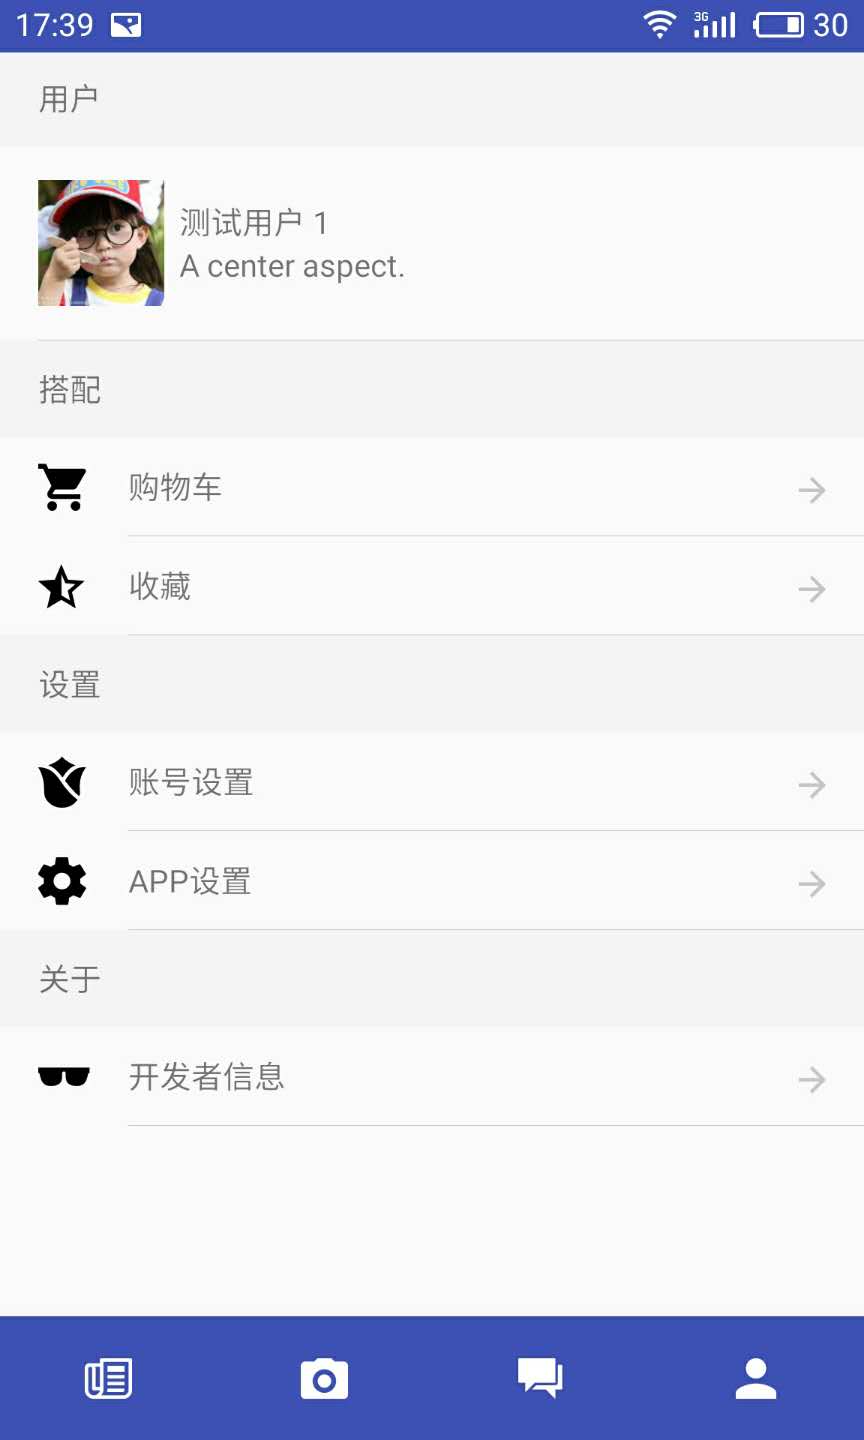 17:39
3G
30
用户
测试用户 1
A center aspect.
搭配
购物车
收藏
设置
账号设置
APP设置
关于
开发者信息